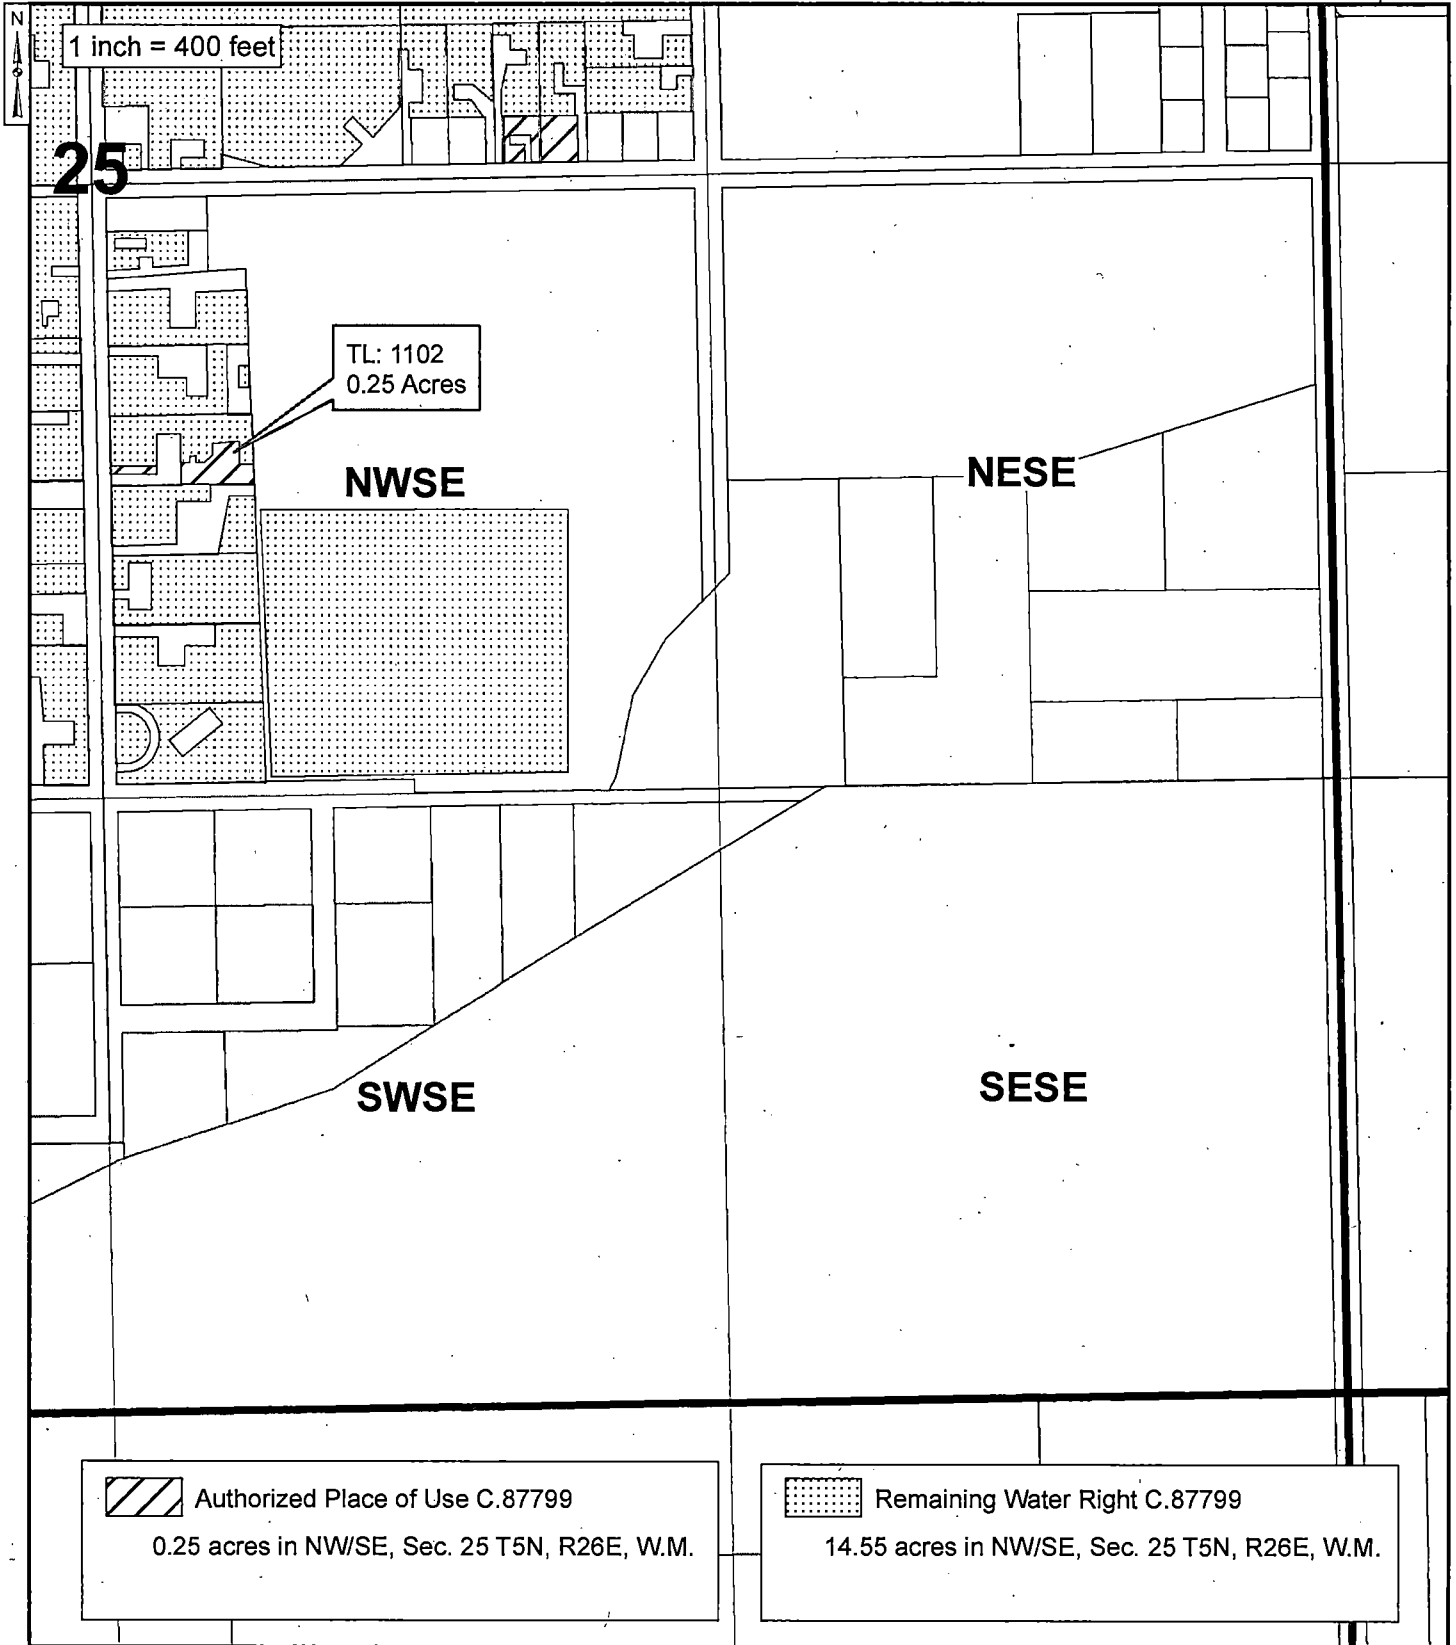 N
1 inch = 400 feet
25
TL: 1102
0.25 Acres
NWSE
NESE
SWSE
SESE
Authorized Place of Use C.87799
0.25 acres in NW/SE, Sec. 25 T5N, R26E, W.M.
Remaining Water Right C.87799
14.55 acres in NW/SE, Sec. 25 T5N, R26E, W.M.